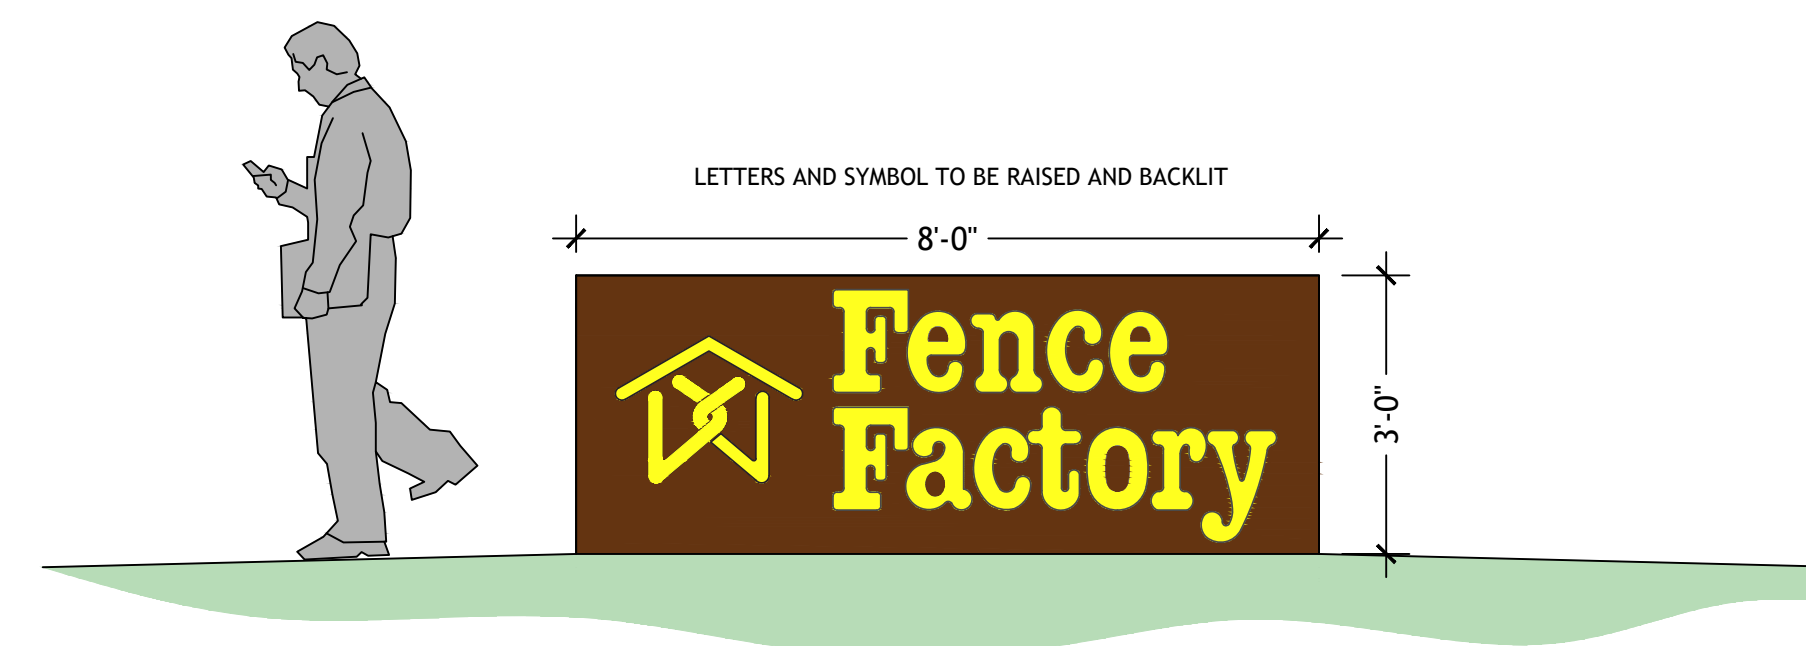 LETTERS AND SYMBOL TO BE RAISED AND BACKLIT
8'-0"
Fence
Factory
3'-0"